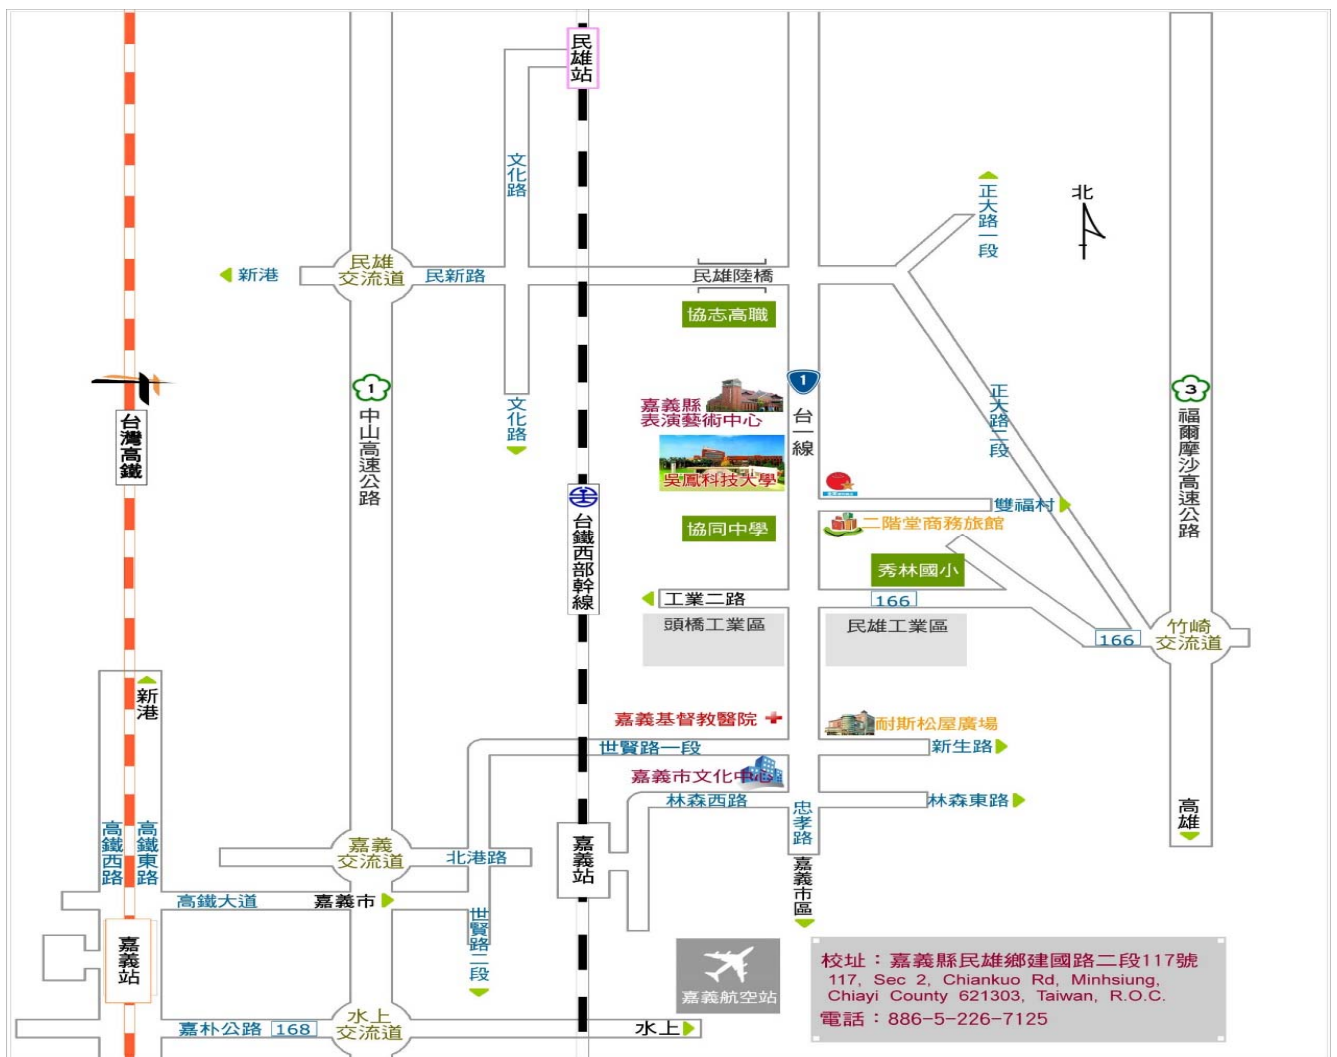 民雄站
文化路
正大路一段
北
新港
民雄
交流道
民新路
民雄陸橋
協志高職
1
中山高速公路
台灣高鐵
文化路
嘉義縣
表演藝術中心
吳鳳科技大學
1
台一線
正大路二段
3
福爾摩沙高速公路
台鐵西部幹線
雙福村
二階堂商務旅館
協同中學
秀林國小
工業二路
166
頭橋工業區
民雄工業區
166
竹崎
交流道
新港
嘉義基督教醫院
耐斯松屋廣場
世賢路一段
新生路
嘉義市文化中心
林森西路
忠孝路
林森東路
高雄
高鐵西路
高鐵東路
嘉義
交流道
北港路
嘉義站
嘉義市區
高鐵大道
嘉義市
世賢路二段
嘉義站
嘉義航空站
校址：嘉義縣民雄鄉建國路二段117號
117, Sec 2, Chiankuo Rd, Minhsiung,
Chiayi County 621303, Taiwan, R.O.C.
電話：886-5-226-7125
嘉朴公路 168
水上
交流道
水上